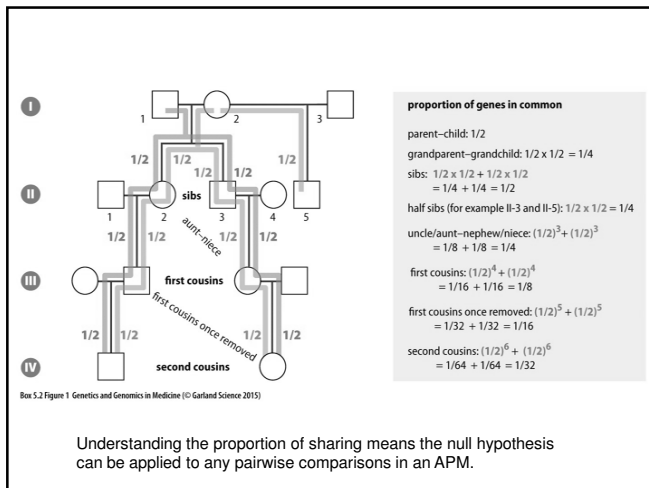 I
1
2
3
1/2
1/2
1/2
1/2
1/2
II
sibs
1
2
3
4
5
aunt–niece
1/2
1/2
1/2
1/2
III
first cousins
first cousins once removed
1/2
1/2
1/2
1/2
IV
second cousins
Box 5.2 Figure 1 Genetics and Genomics in Medicine (© Garland Science 2015)
proportion of genes in common
parent–child: 1/2
grandparent–grandchild: 1/2 x 1/2 = 1/4
sibs: 1/2 x 1/2 + 1/2 x 1/2
= 1/4 + 1/4 = 1/2
half sibs (for example II-3 and II-5): 1/2 x 1/2 = 1/4
uncle/aunt–nephew/niece: (1/2)³ + (1/2)³
= 1/8 + 1/8 = 1/4
first cousins: (1/2)⁴ + (1/2)⁴
= 1/16 + 1/16 = 1/8
first cousins once removed: (1/2)⁵ + (1/2)⁵
= 1/32 + 1/32 = 1/16
second cousins: (1/2)⁶ + (1/2)⁶
= 1/64 + 1/64 = 1/32
Understanding the proportion of sharing means the null hypothesis
can be applied to any pairwise comparisons in an APM.